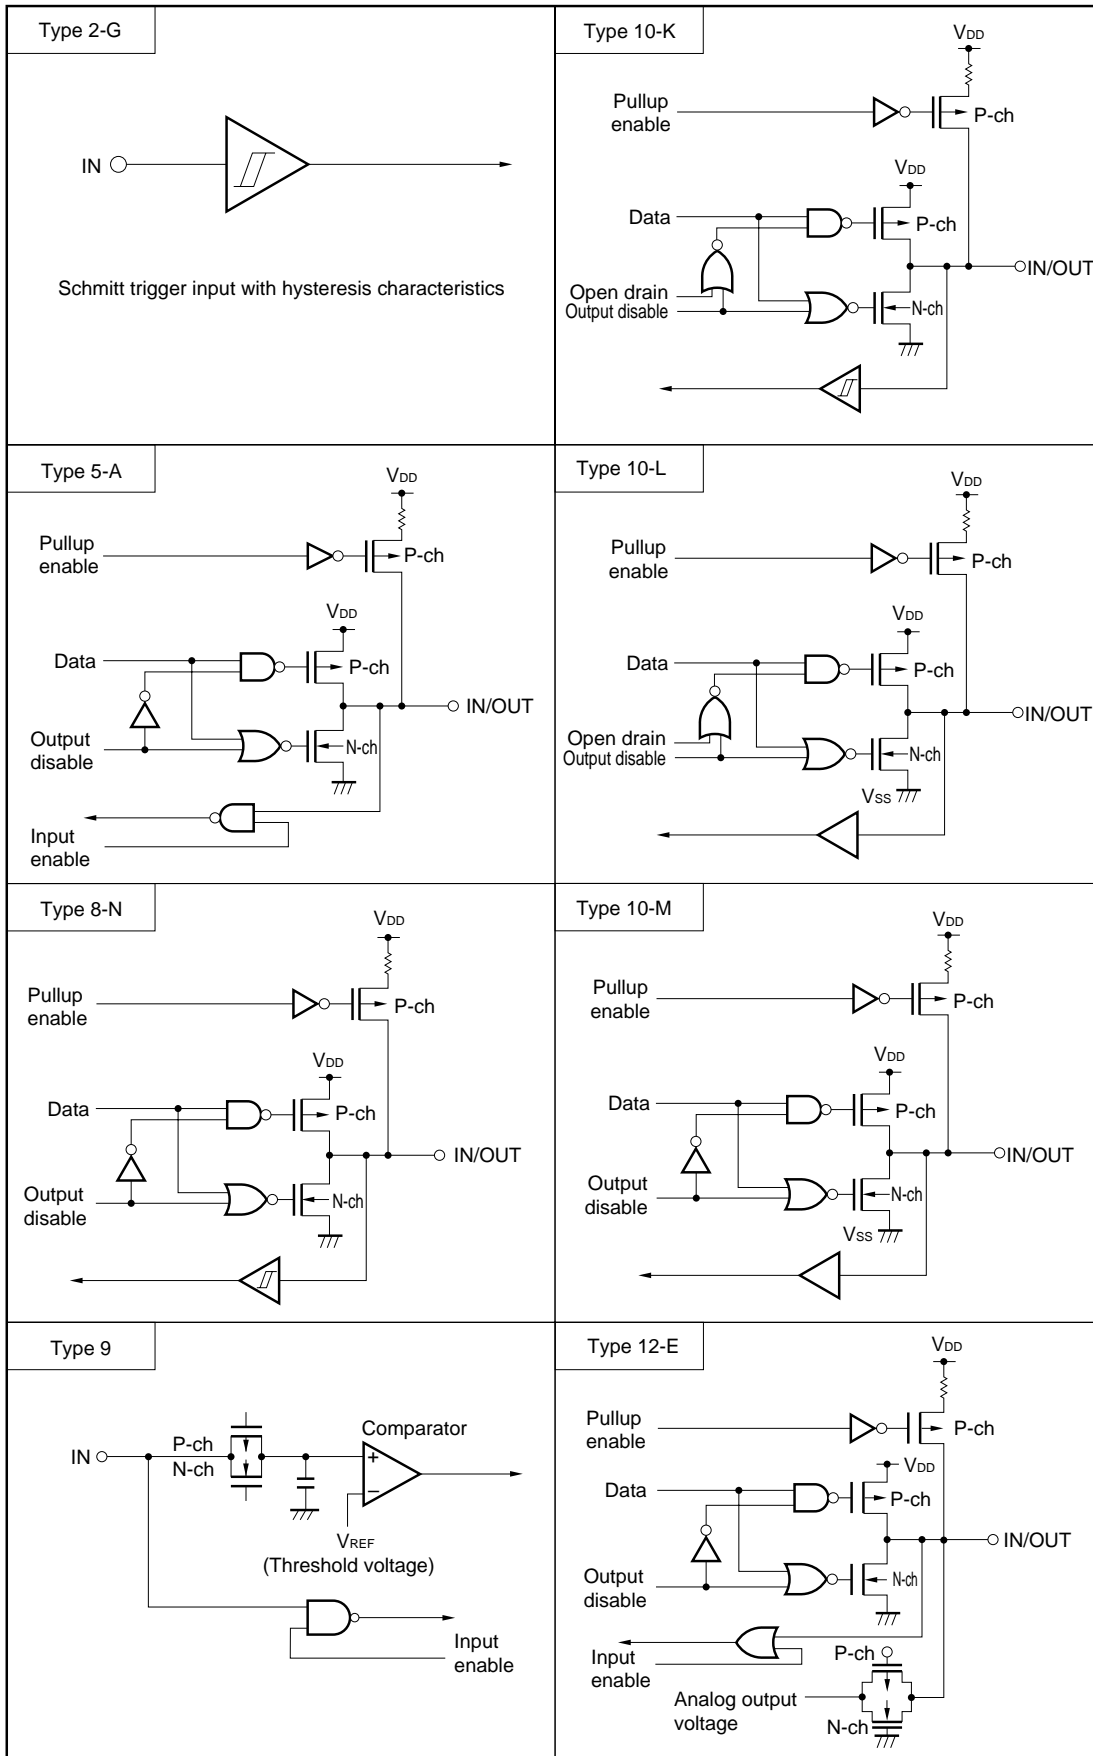 Type 2-G
IN
Schmitt trigger input with hysteresis characteristics
Type 10-K
VDD
Pullup
enable
P-ch
VDD
Data
P-ch
IN/OUT
Open drain
Output disable
N-ch
Type 5-A
VDD
Pullup
enable
P-ch
VDD
Data
P-ch
IN/OUT
Output
disable
N-ch
Input
enable
Type 10-L
VDD
Pullup
enable
P-ch
VDD
Data
P-ch
IN/OUT
Open drain
Output disable
N-ch
VSS
Type 8-N
VDD
Pullup
enable
P-ch
VDD
Data
P-ch
IN/OUT
Output
disable
N-ch
Type 10-M
VDD
Pullup
enable
P-ch
VDD
Data
P-ch
IN/OUT
Output
disable
N-ch
VSS
Type 9
Comparator
IN
P-ch
N-ch
+
−
VREF
(Threshold voltage)
Input
enable
Type 12-E
VDD
Pullup
enable
P-ch
VDD
Data
P-ch
IN/OUT
Output
disable
N-ch
Input
enable
P-ch
Analog output
voltage
N-ch